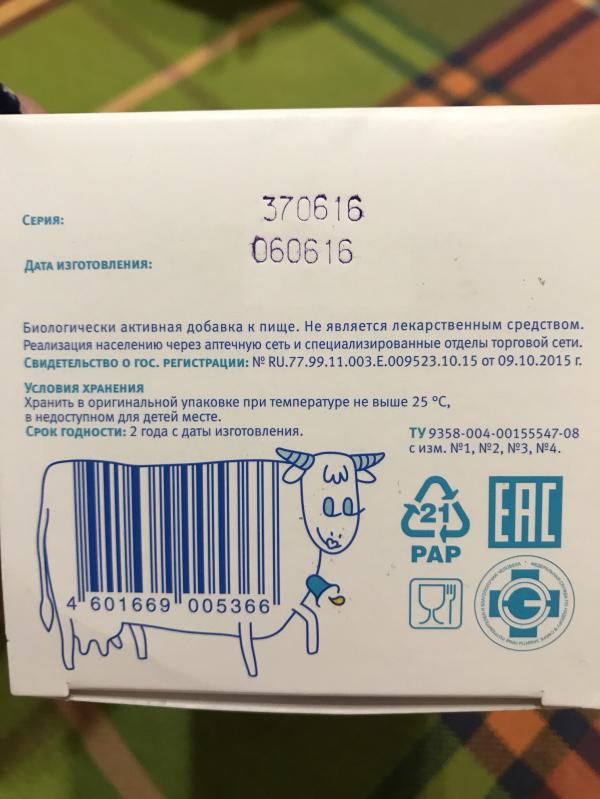 Серия: 370616
Дата изготовления: 060616
Биологически активная добавка к пище. Не является лекарственным средством.
Реализация населению через аптечную сеть и специализированные отделы торговой сети.
Свидетельство о гос. регистрации: № RU.77.99.11.003.E.009523.10.15 от 09.10.2015 г.
Условия хранения
Хранить в оригинальной упаковке при температуре не выше 25 °C,
в недоступном для детей месте.
Срок годности: 2 года с даты изготовления.
ТУ 9358-004-00155547-08
с изм. №1, №2, №3, №4.
21
PAP
EAC
4 601669 005366